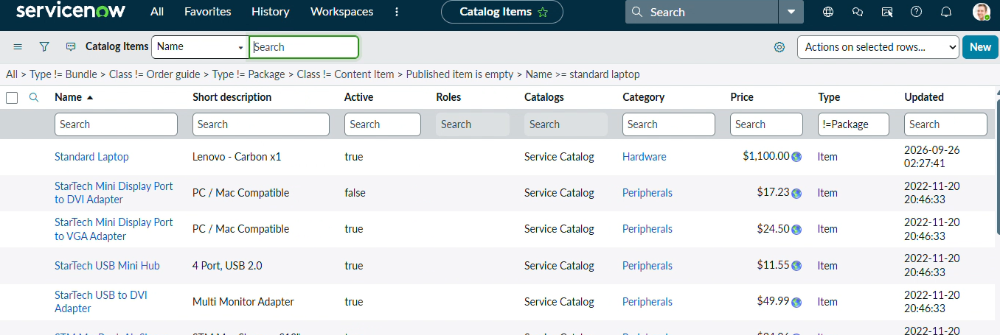 servicenow All Favorites History Workspaces Catalog Items Search
Catalog Items Name Search Actions on selected rows... New
All > Type != Bundle > Class != Order guide > Type != Package > Class != Content Item > Published item is empty > Name >= standard laptop
Name Short description Active Roles Catalogs Category Price Type Updated
Search Search Search Search Search Search Search !=Package Search
Standard Laptop Lenovo - Carbon x1 true Service Catalog Hardware $1,100.00 Item 2026-09-26
02:27:41
StarTech Mini Display Port
to DVI Adapter PC / Mac Compatible false Service Catalog Peripherals $17.23 Item 2022-11-20
20:46:33
StarTech Mini Display Port
to VGA Adapter PC / Mac Compatible true Service Catalog Peripherals $24.50 Item 2022-11-20
20:46:33
StarTech USB Mini Hub 4 Port, USB 2.0 true Service Catalog Peripherals $11.55 Item 2022-11-20
20:46:33
StarTech USB to DVI
Adapter Multi Monitor Adapter true Service Catalog Peripherals $49.99 Item 2022-11-20
20:46:33
2022-11-20